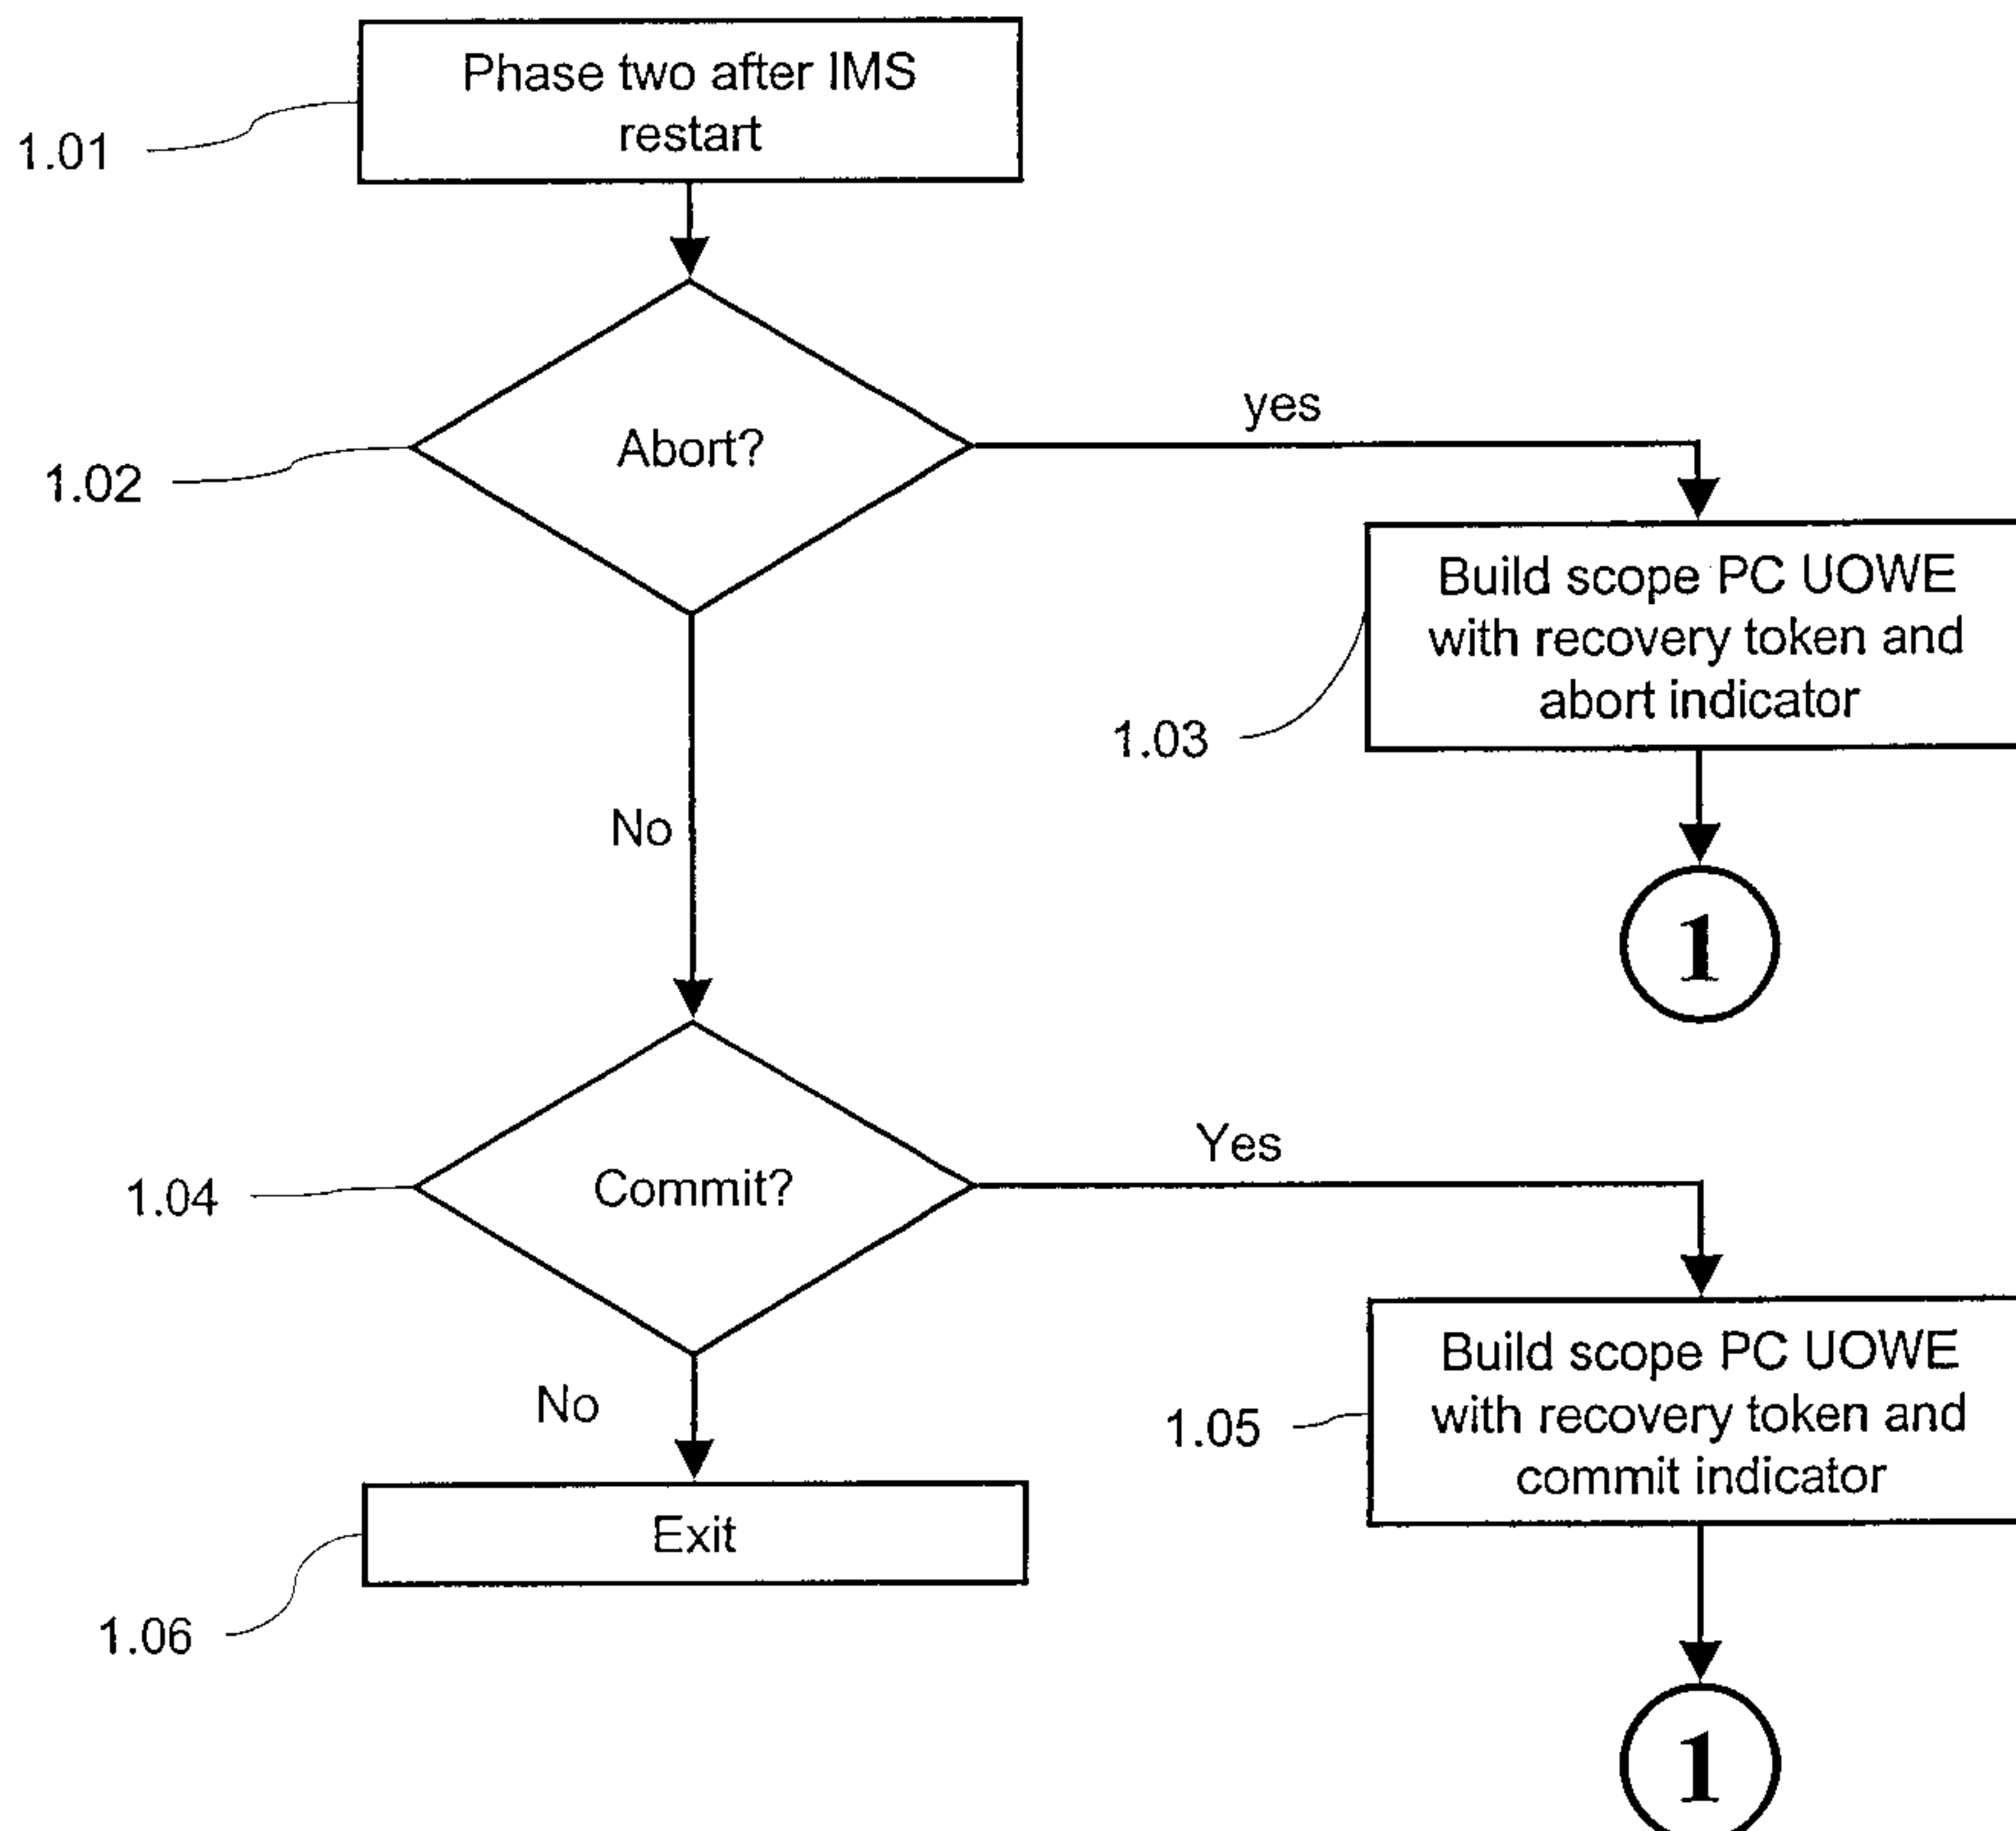 Phase two after IMS
restart
1.01
Abort?
yes
1.02
Build scope PC UOWE
with recovery token and
abort indicator
1.03
No
1
Commit?
Yes
1.04
Build scope PC UOWE
with recovery token and
commit indicator
1.05
No
Exit
1.06
1